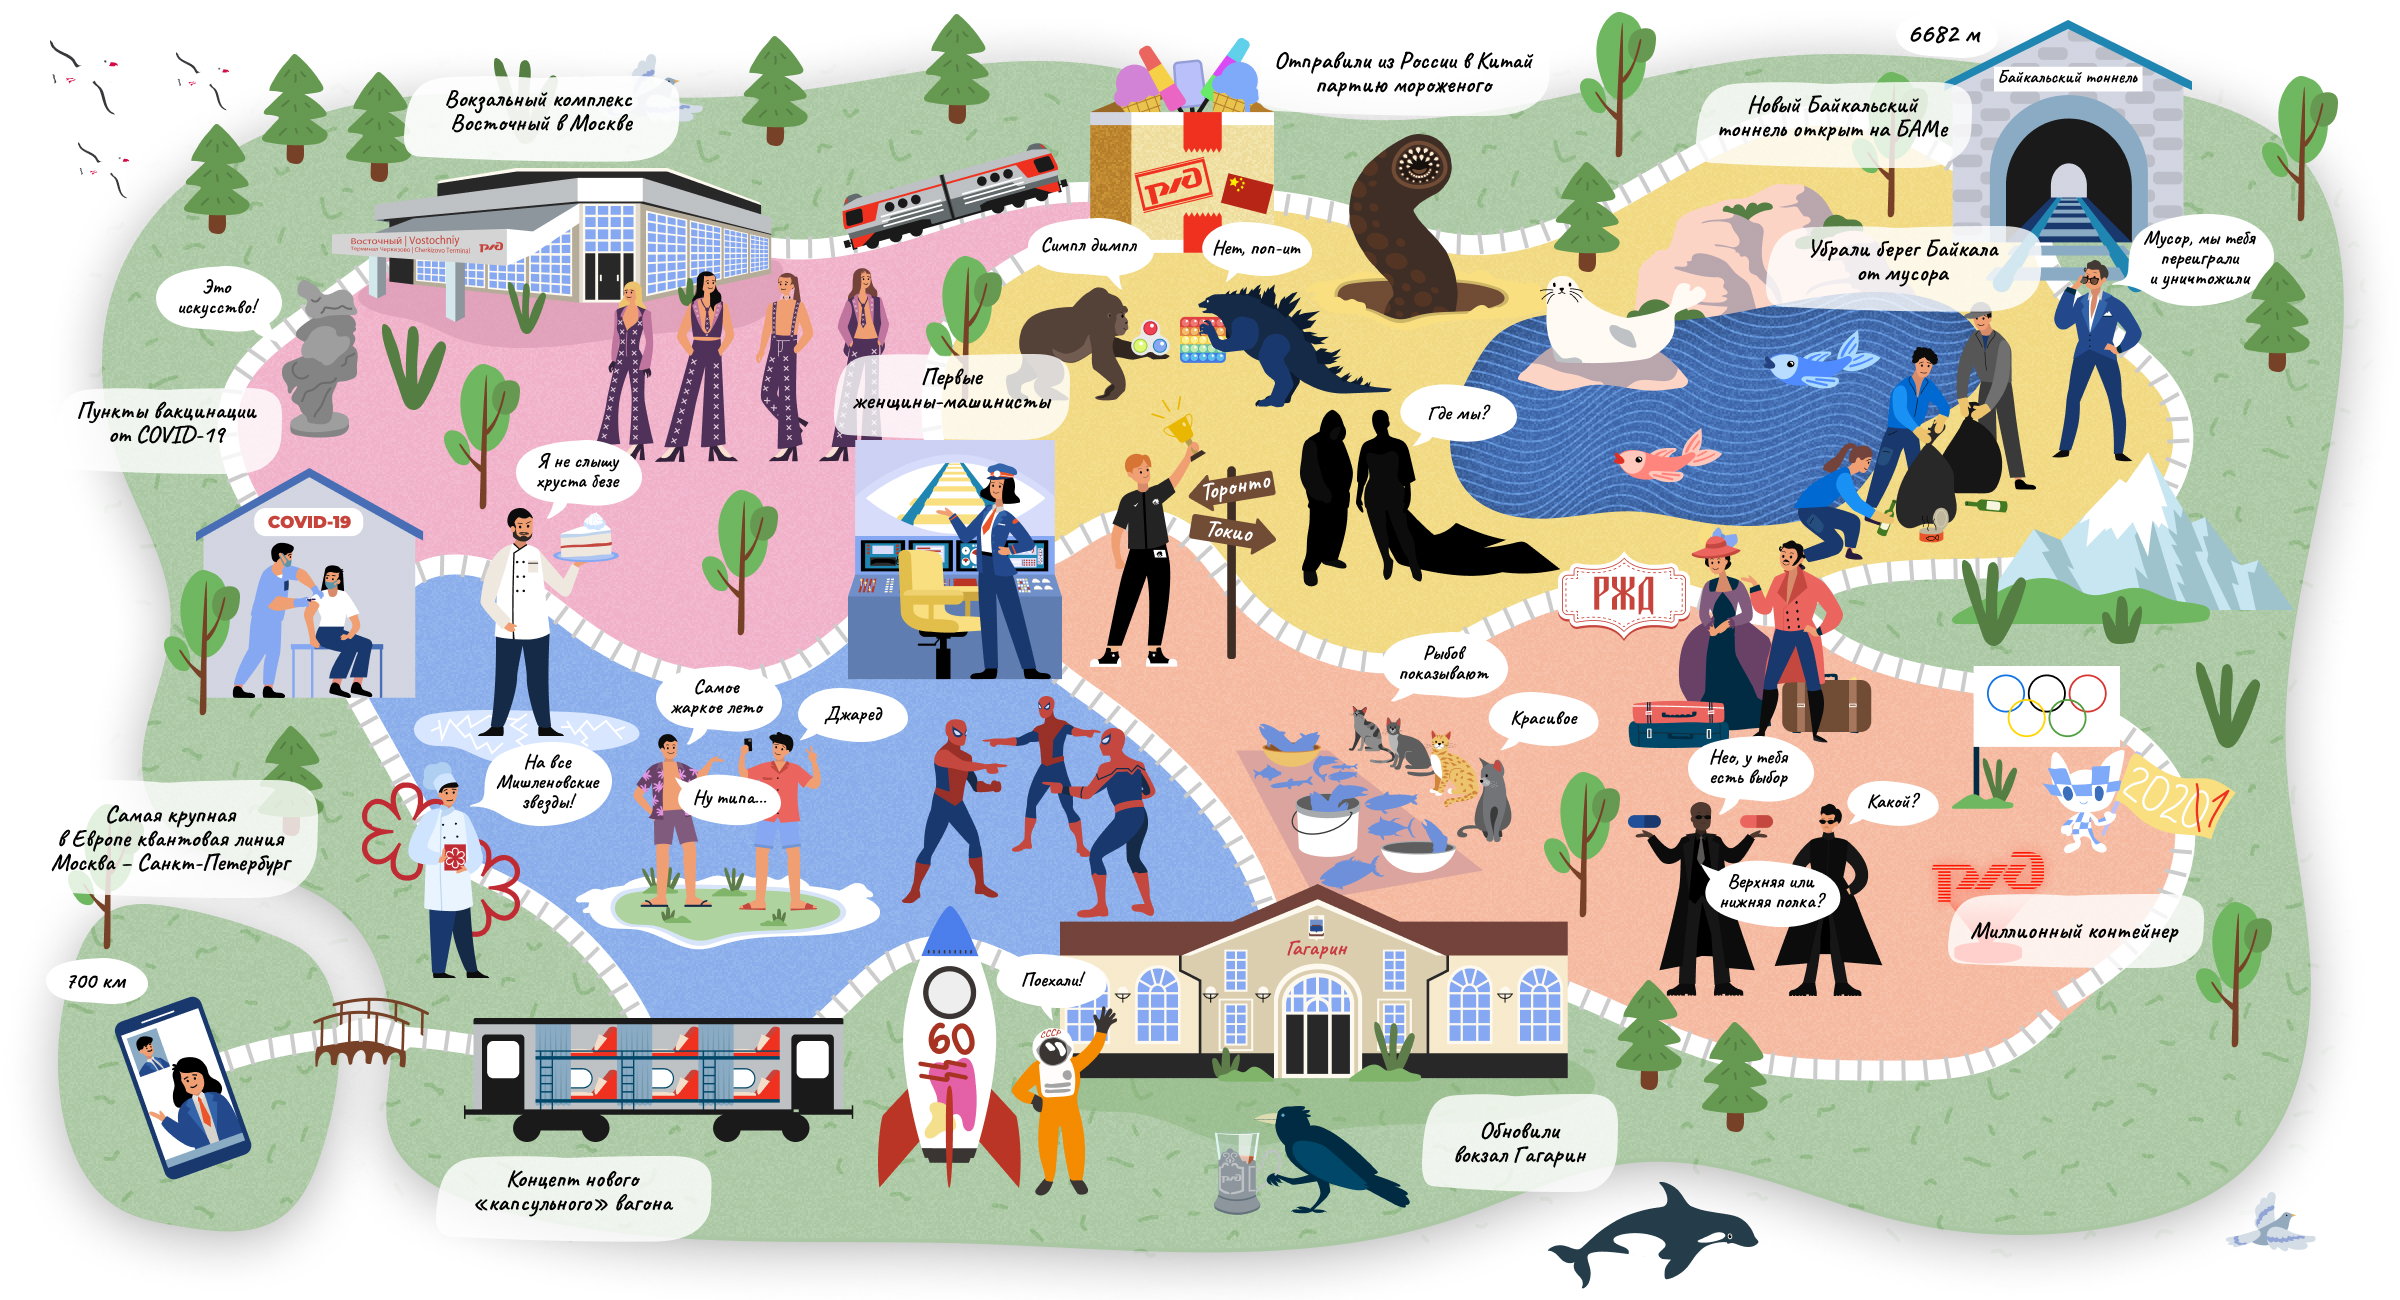 6682 м
Байкальский тоннель
Отправили из России в Китай
партию мороженого
Вокзальный комплекс
Восточный в Москве
Новый Байкальский
тоннель открыт на БАМе
ржд
Восточный | Vostochniy
Терминал Черкизово | Cherkizovo Terminal
ржд
Симпл димпл
Нет, поп-ит
Убрали берег Байкала
от мусора
Мусор, мы тебя
переиграли
и уничтожили
Это
искусство!
Первые
женщины-машинисты
Пункты вакцинации
от COVID-19
Где мы?
Я не слышу
хруста безе
Торонто
Токио
COVID-19
РЖД
Рыбов
показывают
Самое
жаркое лето
Джаред
Красивое
На все
Мишленовские
звезды!
Ну типа...
Нео, у тебя
есть выбор
Какой?
20201
Самая крупная
в Европе квантовая линия
Москва – Санкт-Петербург
Верхняя или
нижняя полка?
ржд
Миллионный контейнер
Гагарин
700 км
Поехали!
СССР
60
Обновили
вокзал Гагарин
Концепт нового
«капсульного» вагона
ржд